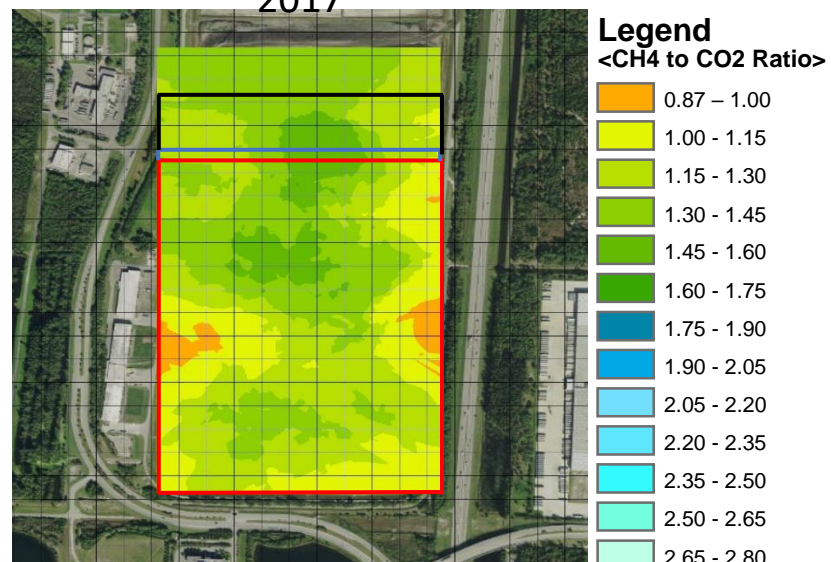 2017
Legend
<CH4 to CO2 Ratio>
0.87 – 1.00
1.00 - 1.15
1.15 - 1.30
1.30 - 1.45
1.45 - 1.60
1.60 - 1.75
1.75 - 1.90
1.90 - 2.05
2.05 - 2.20
2.20 - 2.35
2.35 - 2.50
2.50 - 2.65
2.65 - 2.80